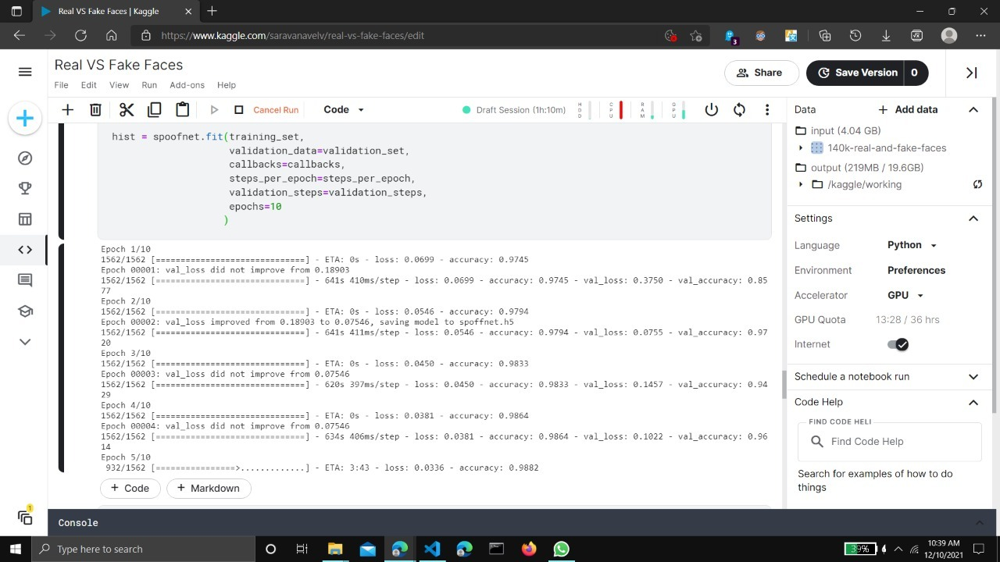 Real VS Fake Faces | Kaggle
https://www.kaggle.com/saravanavelv/real-vs-fake-faces/edit
3
Real VS Fake Faces
Share
Save Version
0
File Edit View Run Add-ons Help
Cancel Run
Code
Draft Session (1h:10m)
HDD
CPU
RAM
GPU
Data
Add data
hist = spoofnet.fit(training_set,
validation_data=validation_set,
callbacks=callbacks,
steps_per_epoch=steps_per_epoch,
validation_steps=validation_steps,
epochs=10
)
Epoch 1/10
1562/1562 [==============================] - ETA: 0s - loss: 0.0699 - accuracy: 0.9745
Epoch 00001: val_loss did not improve from 0.18903
1562/1562 [==============================] - 641s 410ms/step - loss: 0.0699 - accuracy: 0.9745 - val_loss: 0.3750 - val_accuracy: 0.85
77
Epoch 2/10
1562/1562 [==============================] - ETA: 0s - loss: 0.0546 - accuracy: 0.9794
Epoch 00002: val_loss improved from 0.18903 to 0.07546, saving model to spoffnet.h5
1562/1562 [==============================] - 641s 411ms/step - loss: 0.0546 - accuracy: 0.9794 - val_loss: 0.0755 - val_accuracy: 0.97
20
Epoch 3/10
1562/1562 [==============================] - ETA: 0s - loss: 0.0450 - accuracy: 0.9833
Epoch 00003: val_loss did not improve from 0.07546
1562/1562 [==============================] - 620s 397ms/step - loss: 0.0450 - accuracy: 0.9833 - val_loss: 0.1457 - val_accuracy: 0.94
29
Epoch 4/10
1562/1562 [==============================] - ETA: 0s - loss: 0.0381 - accuracy: 0.9864
Epoch 00004: val_loss did not improve from 0.07546
1562/1562 [==============================] - 634s 406ms/step - loss: 0.0381 - accuracy: 0.9864 - val_loss: 0.1022 - val_accuracy: 0.96
14
Epoch 5/10
932/1562 [================>.............] - ETA: 3:43 - loss: 0.0336 - accuracy: 0.9882
+ Code
+ Markdown
input (4.04 GB)
140k-real-and-fake-faces
output (219MB / 19.6GB)
/kaggle/working
Settings
Language Python
Environment Preferences
Accelerator GPU
GPU Quota 13:28 / 36 hrs
Internet
Schedule a notebook run
Code Help
FIND CODE HELI
Find Code Help
Search for examples of how to do
things
1
Console
Type here to search
39%
10:39 AM
12/10/2021